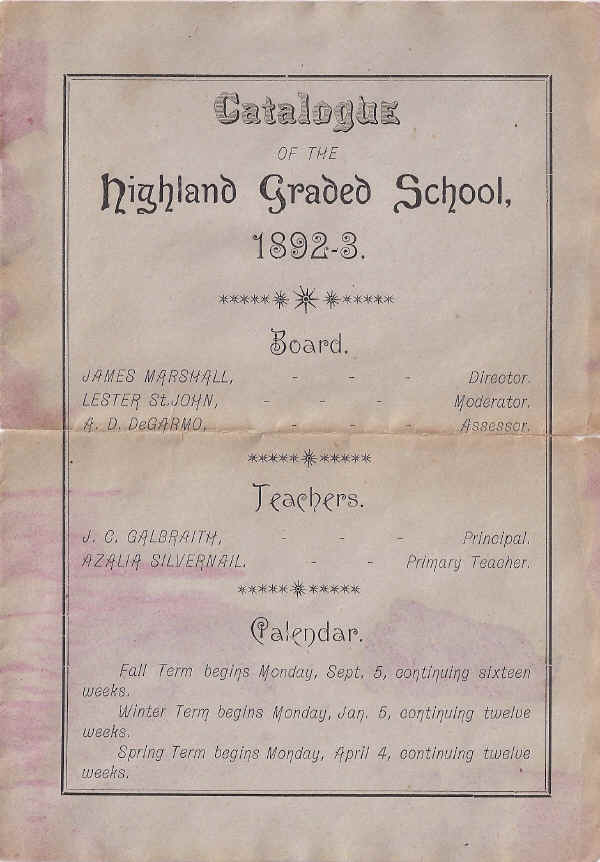 Catalogue
OF THE
Highland Graded School,
1892-3.
Board.
JAMES MARSHALL, - - - Director.
LESTER St. JOHN, - - - Moderator.
A. D. DeGARMO, - - - Assessor.
Teachers.
J. C. GALBRAITH, - - - Principal.
AZALIA SILVERNAIL. - - Primary Teacher.
Calendar.
Fall Term begins Monday, Sept. 5, continuing sixteen
weeks.
Winter Term begins Monday, Jan. 5, continuing twelve
weeks.
Spring Term begins Monday, April 4, continuing twelve
weeks.